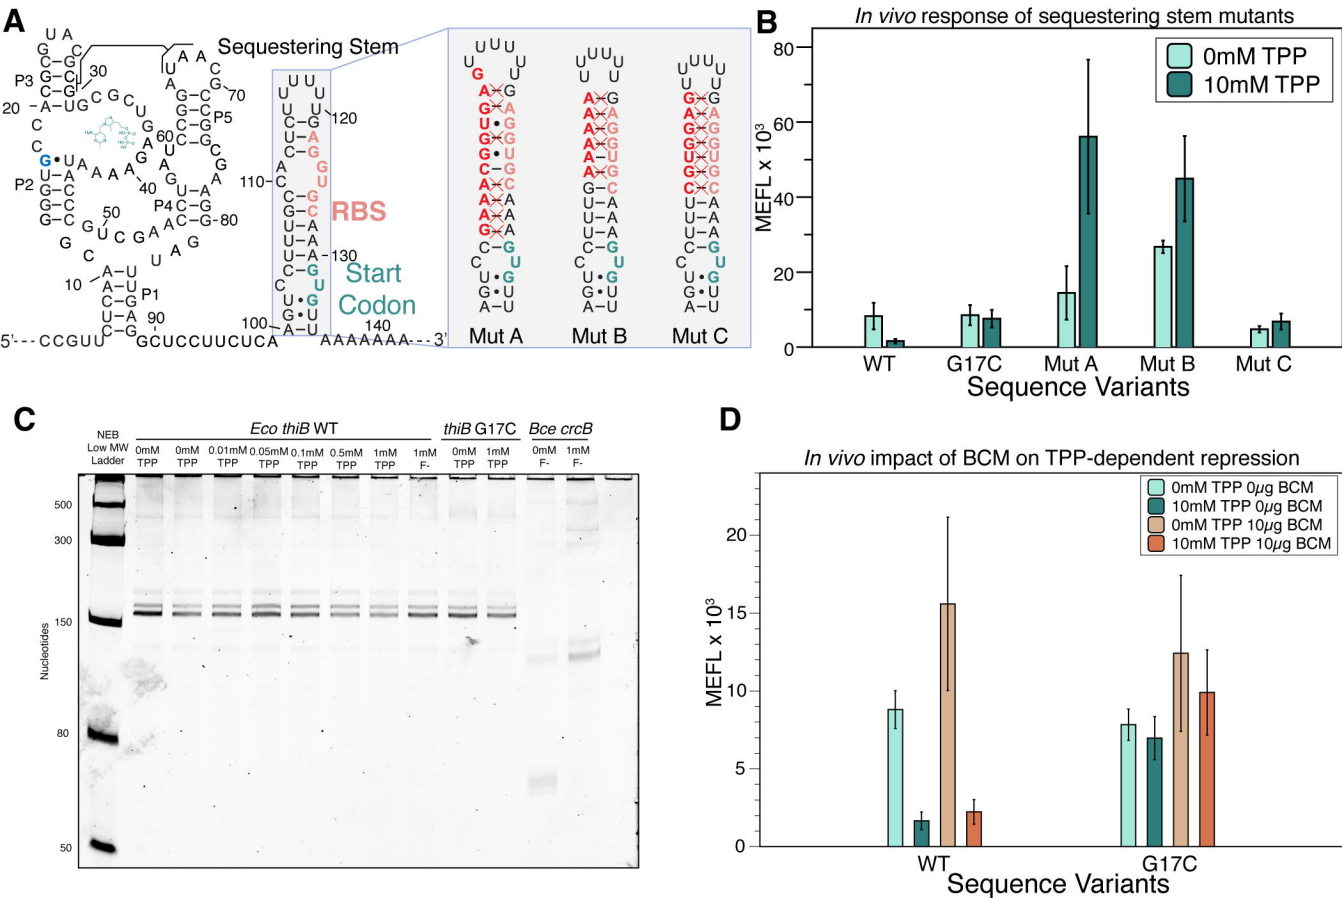 A
Sequestering Stem
P3
30
20
70
P5
60
40
P2
P4
50
80
10
P1
90
100
110
120
130
140
RBS
Start
Codon
5'--- CCGUU
GCUCCUUCUCA
AAAAAAA--- 3'
Mut A
Mut B
Mut C
B
In vivo response of sequestering stem mutants
0mM TPP
10mM TPP
MEFL x 10³
80
60
40
20
0
WT
G17C
Mut A
Mut B
Mut C
Sequence Variants
C
NEB
Low MW
Ladder
Eco thiB WT
thiB G17C
Bce crcB
0mM TPP
0mM TPP
0.01mM TPP
0.05mM TPP
0.1mM TPP
0.5mM TPP
1mM TPP
1mM F-
0mM TPP
1mM TPP
0mM F-
1mM F-
Nucleotides
500
300
150
80
50
D
In vivo impact of BCM on TPP-dependent repression
0mM TPP 0µg BCM
10mM TPP 0µg BCM
0mM TPP 10µg BCM
10mM TPP 10µg BCM
MEFL x 10³
20
15
10
5
0
WT
G17C
Sequence Variants